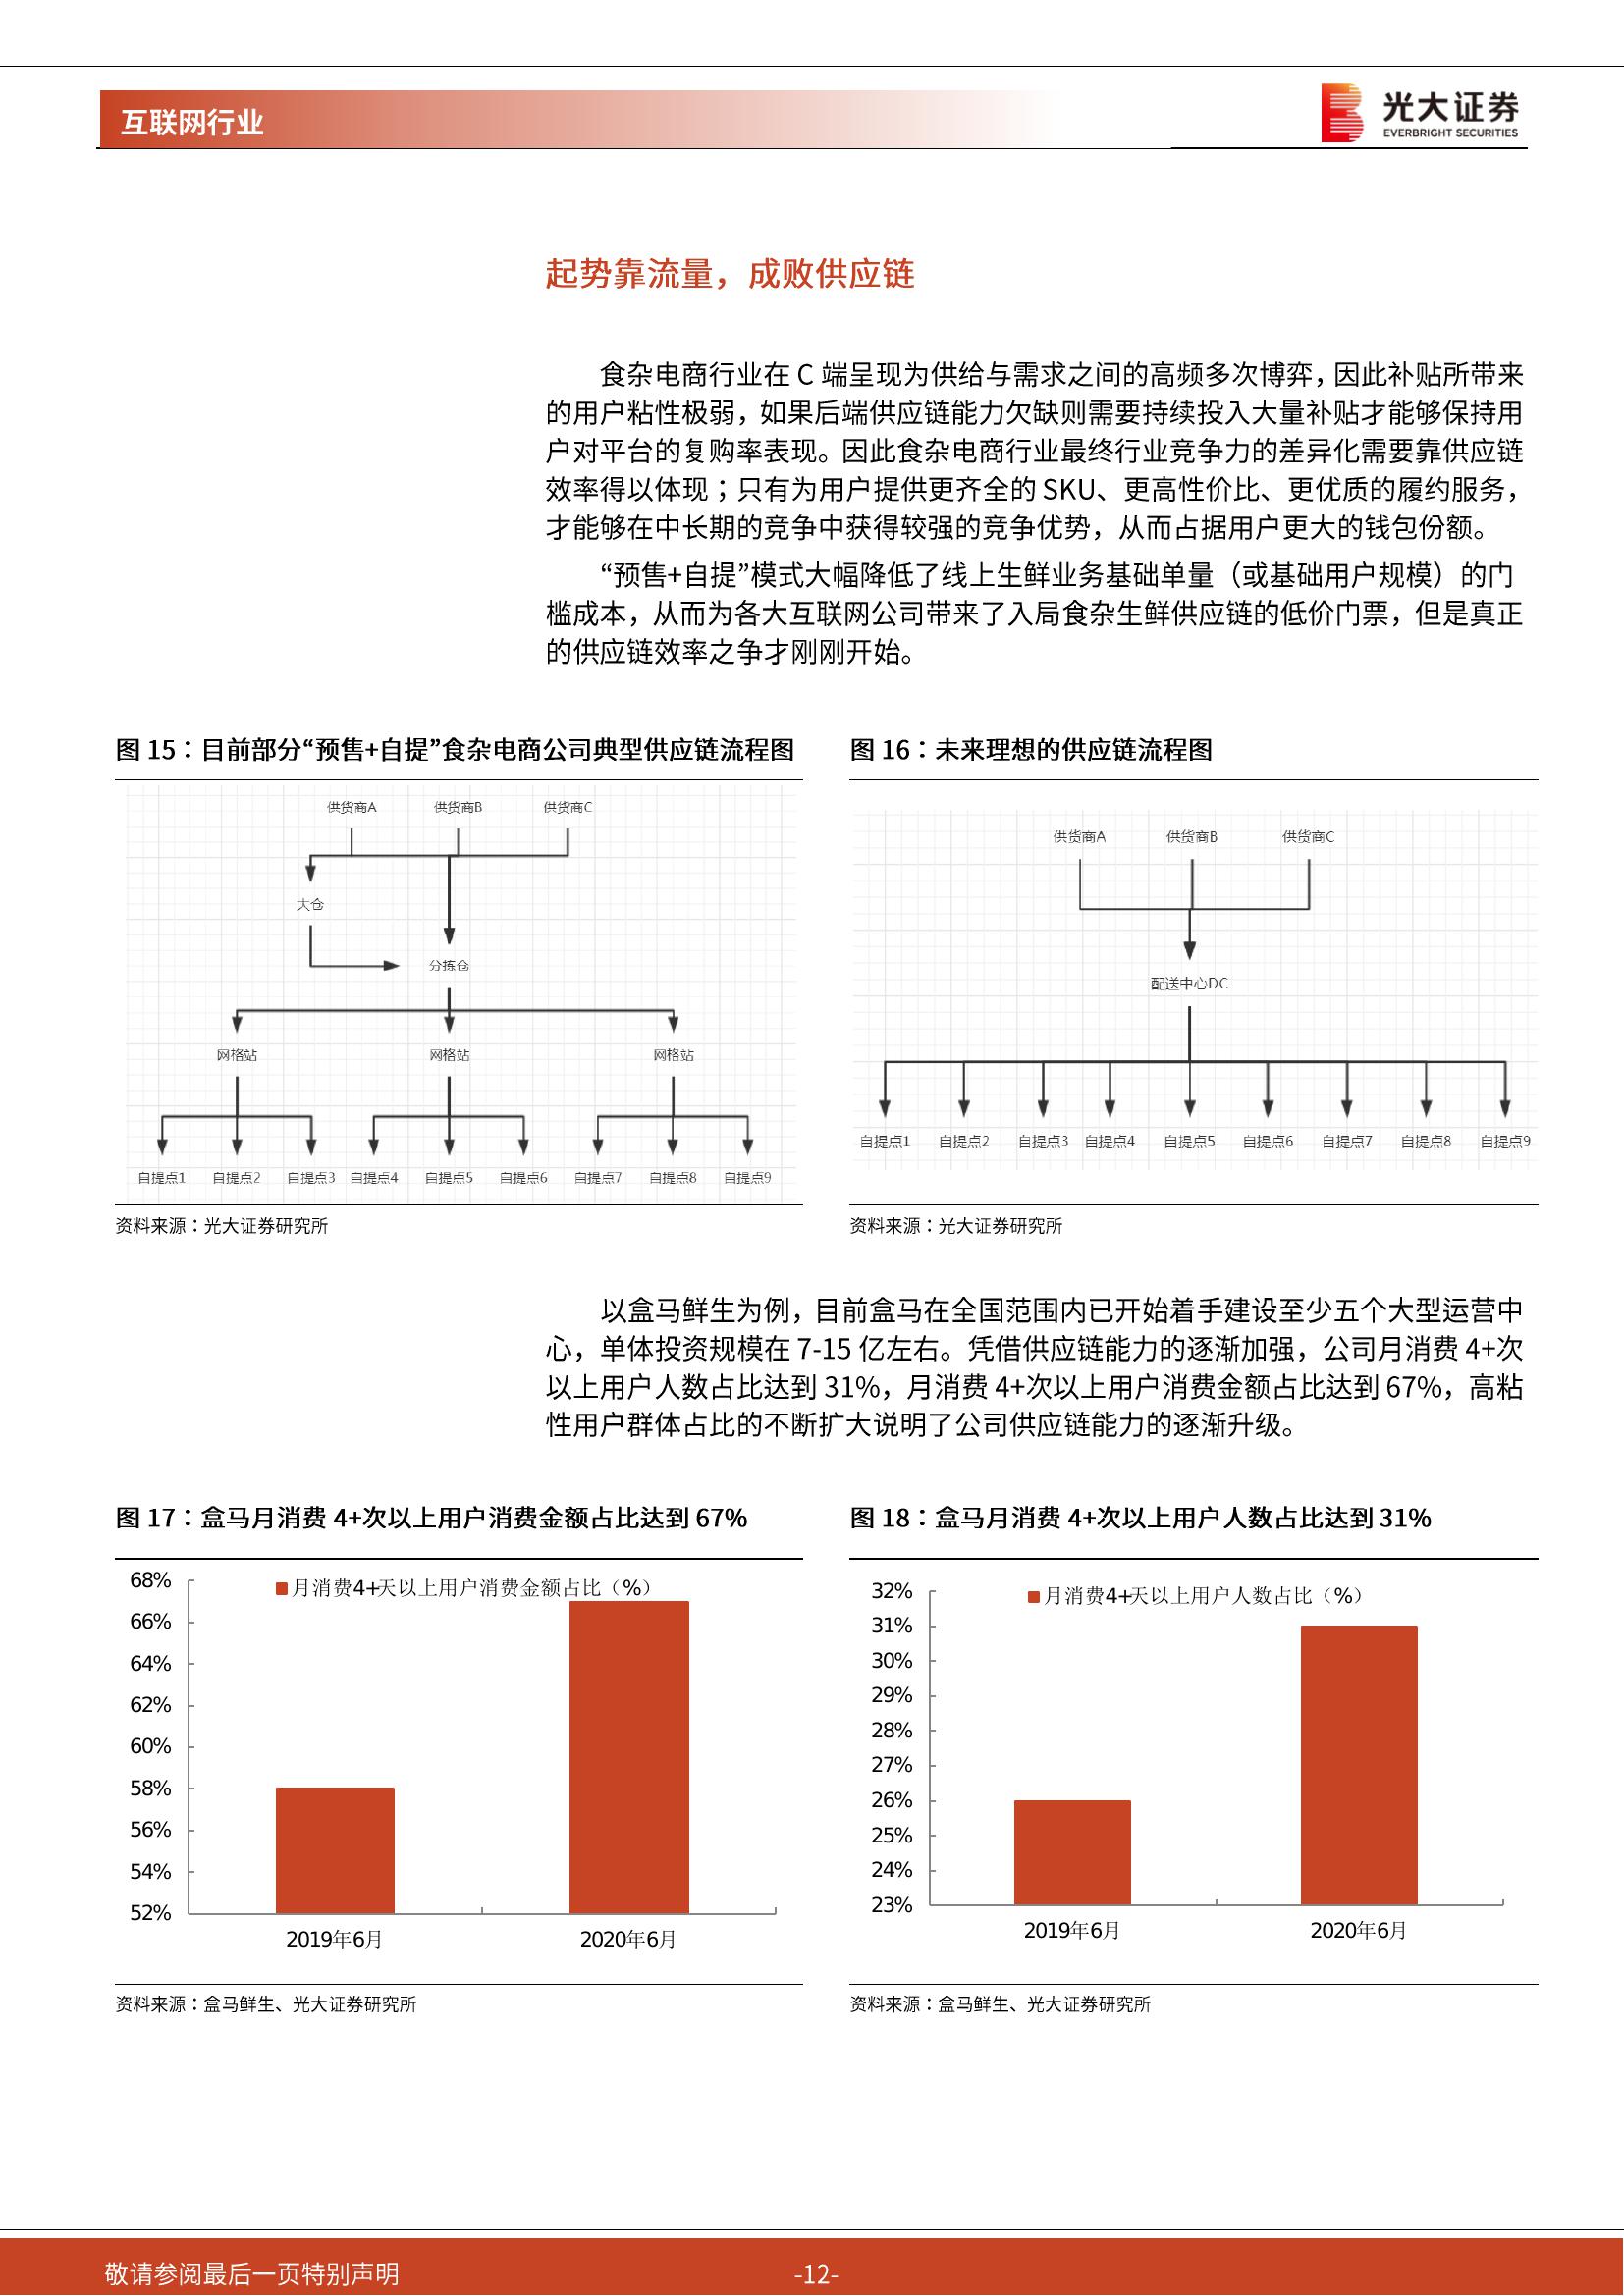 互联网行业
光大证券
EVERBRIGHT SECURITIES
起势靠流量，成败供应链
食杂电商行业在 C 端呈现为供给与需求之间的高频多次博弈，因此补贴所带来
的用户粘性极弱，如果后端供应链能力欠缺则需要持续投入大量补贴才能够保持用
户对平台的复购率表现。因此食杂电商行业最终行业竞争力的差异化需要靠供应链
效率得以体现；只有为用户提供更齐全的 SKU、更高性价比、更优质的履约服务，
才能够在中长期的竞争中获得较强的竞争优势，从而占据用户更大的钱包份额。
“预售+自提”模式大幅降低了线上生鲜业务基础单量（或基础用户规模）的门
槛成本，从而为各大互联网公司带来了入局食杂生鲜供应链的低价门票，但是真正
的供应链效率之争才刚刚开始。
图 15：目前部分“预售+自提”食杂电商公司典型供应链流程图
供货商A 供货商B 供货商C
大仓
分拣仓
网格站 网格站 网格站
自提点1 自提点2 自提点3 自提点4 自提点5 自提点6 自提点7 自提点8 自提点9
资料来源：光大证券研究所
图 16：未来理想的供应链流程图
供货商A 供货商B 供货商C
配送中心DC
自提点1 自提点2 自提点3 自提点4 自提点5 自提点6 自提点7 自提点8 自提点9
资料来源：光大证券研究所
以盒马鲜生为例，目前盒马在全国范围内已开始着手建设至少五个大型运营中
心，单体投资规模在 7-15 亿左右。凭借供应链能力的逐渐加强，公司月消费 4+次
以上用户人数占比达到 31%，月消费 4+次以上用户消费金额占比达到 67%，高粘
性用户群体占比的不断扩大说明了公司供应链能力的逐渐升级。
图 17：盒马月消费 4+次以上用户消费金额占比达到 67%
月消费4+天以上用户消费金额占比（%）
68%
66%
64%
62%
60%
58%
56%
54%
52%
2019年6月 2020年6月
资料来源：盒马鲜生、光大证券研究所
图 18：盒马月消费 4+次以上用户人数占比达到 31%
月消费4+天以上用户人数占比（%）
32%
31%
30%
29%
28%
27%
26%
25%
24%
23%
2019年6月 2020年6月
资料来源：盒马鲜生、光大证券研究所
敬请参阅最后一页特别声明
-12-